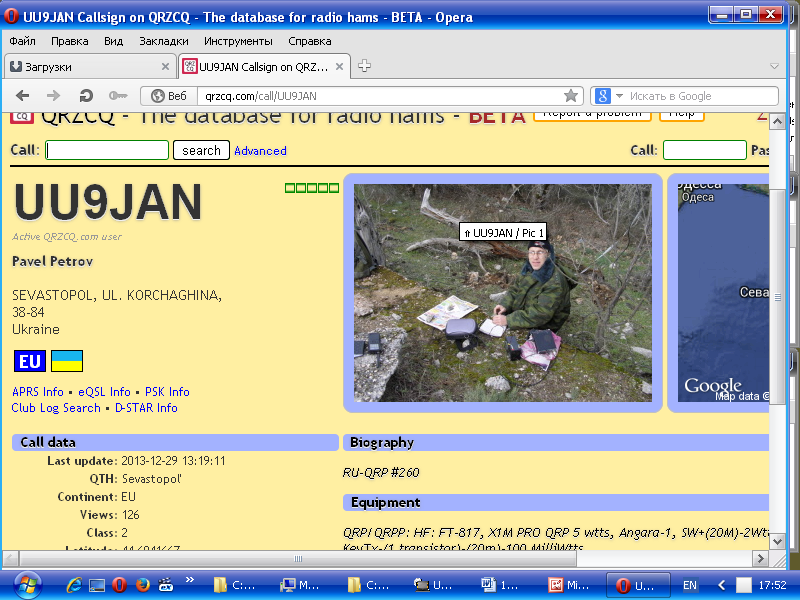 UU9JAN Callsign on QRZCQ - The database for radio hams - BETA - Opera
Файл Правка Вид Закладки Инструменты Справка
Загрузки
UU9JAN Callsign on QRZ...
Веб
qrzcq.com/call/UU9JAN
Искать в Google
QRZCQ - The database for radio hams - BETA
Report a problem
Help
Call:
search
Advanced
Call:
Pas
UU9JAN
Active QRZCQ.com user
Pavel Petrov
SEVASTOPOL, UL. KORCHAGHINA,
38-84
Ukraine
EU
APRS Info • eQSL Info • PSK Info
Club Log Search • D-STAR Info
UU9JAN / Pic 1
Одесса
Одеса
Сева
Google
Map data ©
Call data
Last update: 2013-12-29 13:19:11
QTH: Sevastopol'
Continent: EU
Views: 126
Class: 2
Biography
RU-QRP #260
Equipment
QRP! QRPP: HF: FT-817, X1M PRO QRP 5 wtts, Angara-1, SW+(20M)-2Wt
KeyTx-(1 transistor)-(20m)-100 MilliWtts
C:...
M...
C:...
U...
1...
Mi...
U...
EN
17:52